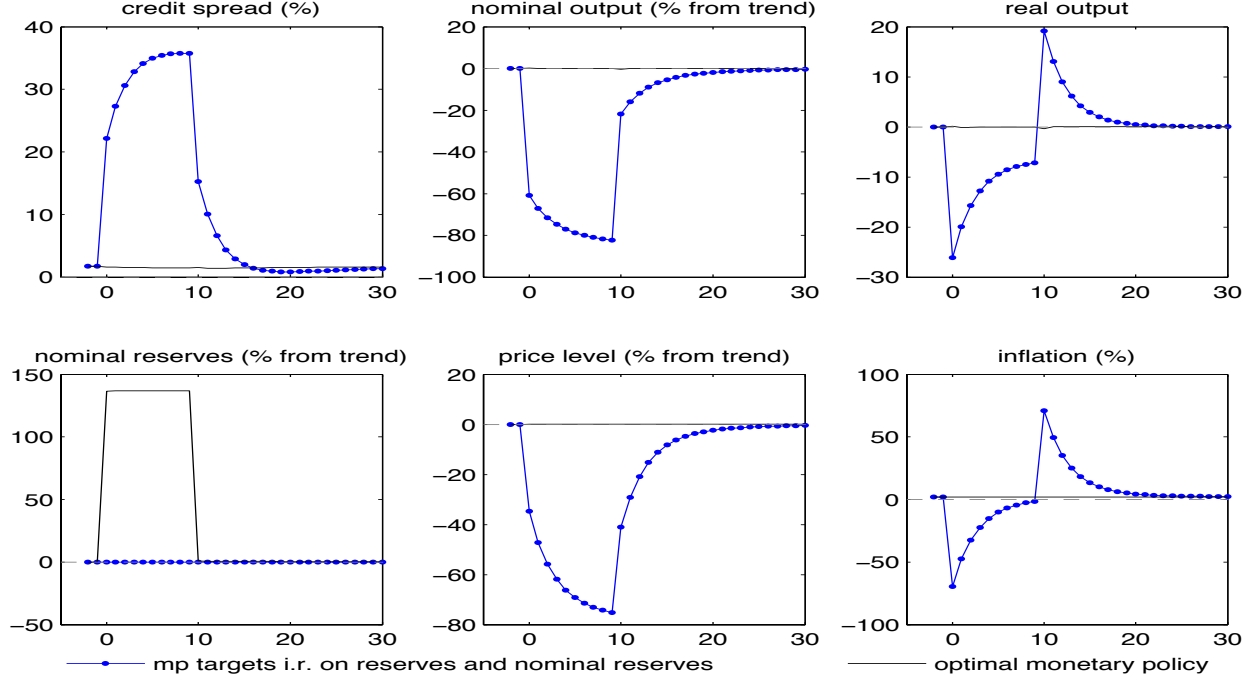 credit spread (%)
nominal output (% from trend)
real output
40
30
20
10
0
0 10 20 30
20
0
−20
−40
−60
−80
−100
0 10 20 30
20
10
0
−10
−20
−30
0 10 20 30
nominal reserves (% from trend)
price level (% from trend)
inflation (%)
150
100
50
0
−50
0 10 20 30
20
0
−20
−40
−60
−80
0 10 20 30
100
50
0
−50
−100
0 10 20 30
mp targets i.r. on reserves and nominal reserves
optimal monetary policy